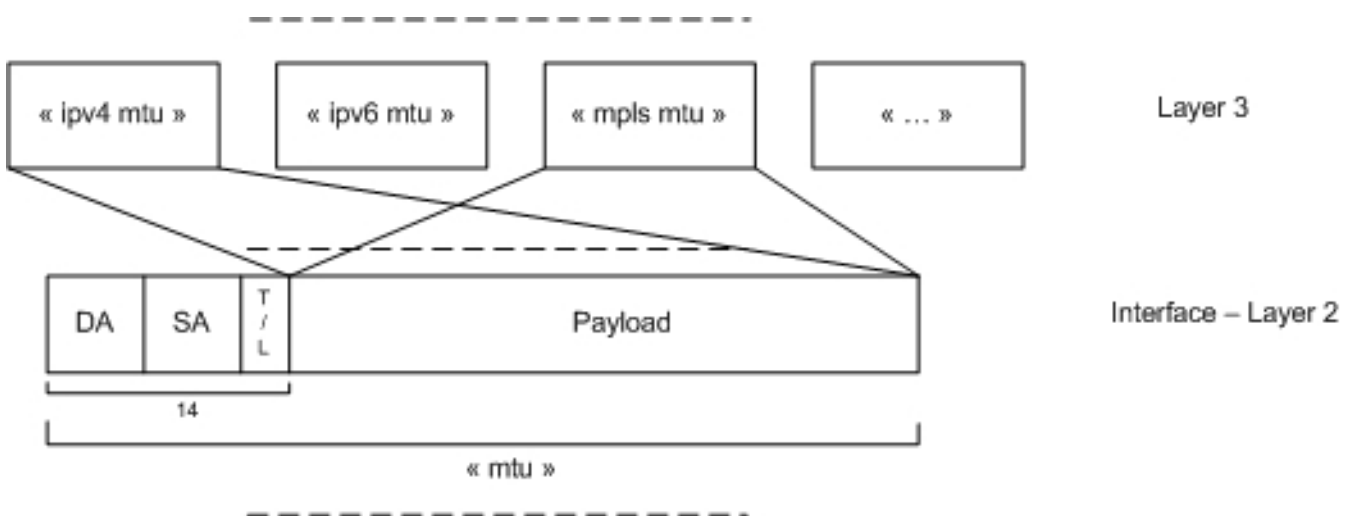 « ipv4 mtu » « ipv6 mtu » « mpls mtu » « ... » Layer 3
DA SA T / L Payload Interface – Layer 2
14
« mtu »